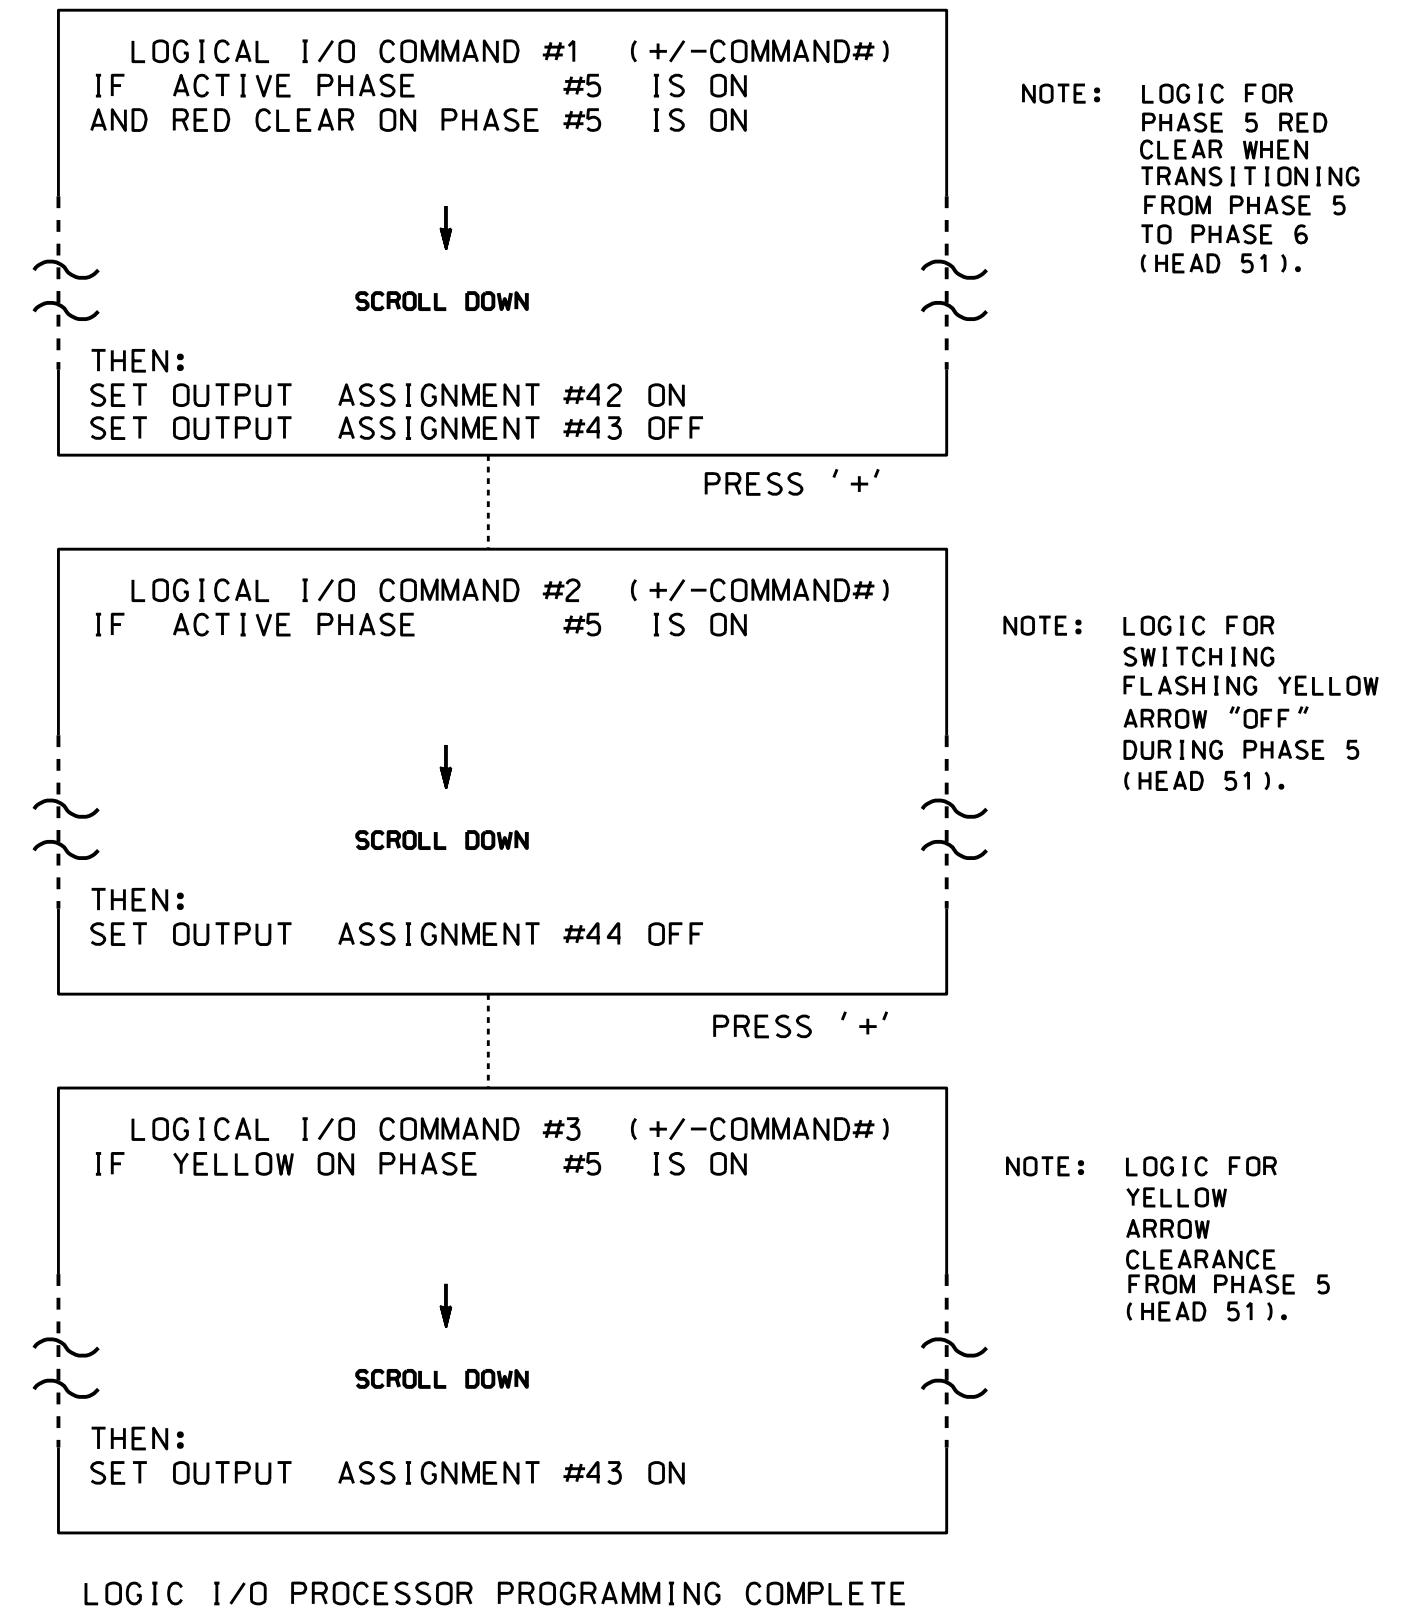 LOGICAL I/O COMMAND #1 (+/-COMMAND#)
IF ACTIVE PHASE #5 IS ON
AND RED CLEAR ON PHASE #5 IS ON
SCROLL DOWN
THEN:
SET OUTPUT ASSIGNMENT #42 ON
SET OUTPUT ASSIGNMENT #43 OFF
NOTE: LOGIC FOR
PHASE 5 RED
CLEAR WHEN
TRANSITIONING
FROM PHASE 5
TO PHASE 6
(HEAD 51).
PRESS '+'
LOGICAL I/O COMMAND #2 (+/-COMMAND#)
IF ACTIVE PHASE #5 IS ON
SCROLL DOWN
THEN:
SET OUTPUT ASSIGNMENT #44 OFF
NOTE: LOGIC FOR
SWITCHING
FLASHING YELLOW
ARROW "OFF"
DURING PHASE 5
(HEAD 51).
PRESS '+'
LOGICAL I/O COMMAND #3 (+/-COMMAND#)
IF YELLOW ON PHASE #5 IS ON
SCROLL DOWN
THEN:
SET OUTPUT ASSIGNMENT #43 ON
NOTE: LOGIC FOR
YELLOW
ARROW
CLEARANCE
FROM PHASE 5
(HEAD 51).
LOGIC I/O PROCESSOR PROGRAMMING COMPLETE